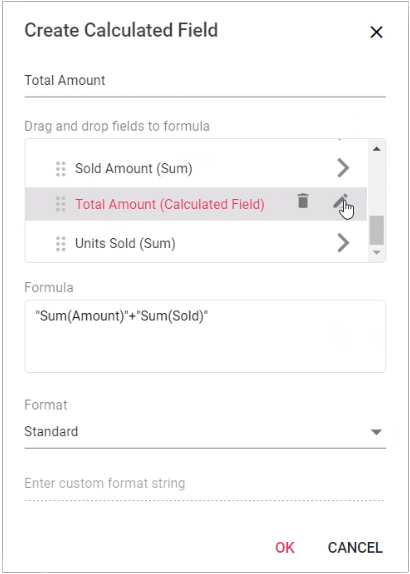 Create Calculated Field
Total Amount
Drag and drop fields to formula
Sold Amount (Sum)
Total Amount (Calculated Field)
Units Sold (Sum)
Formula
"Sum(Amount)"+"Sum(Sold)"
Format
Standard
Enter custom format string
OK CANCEL